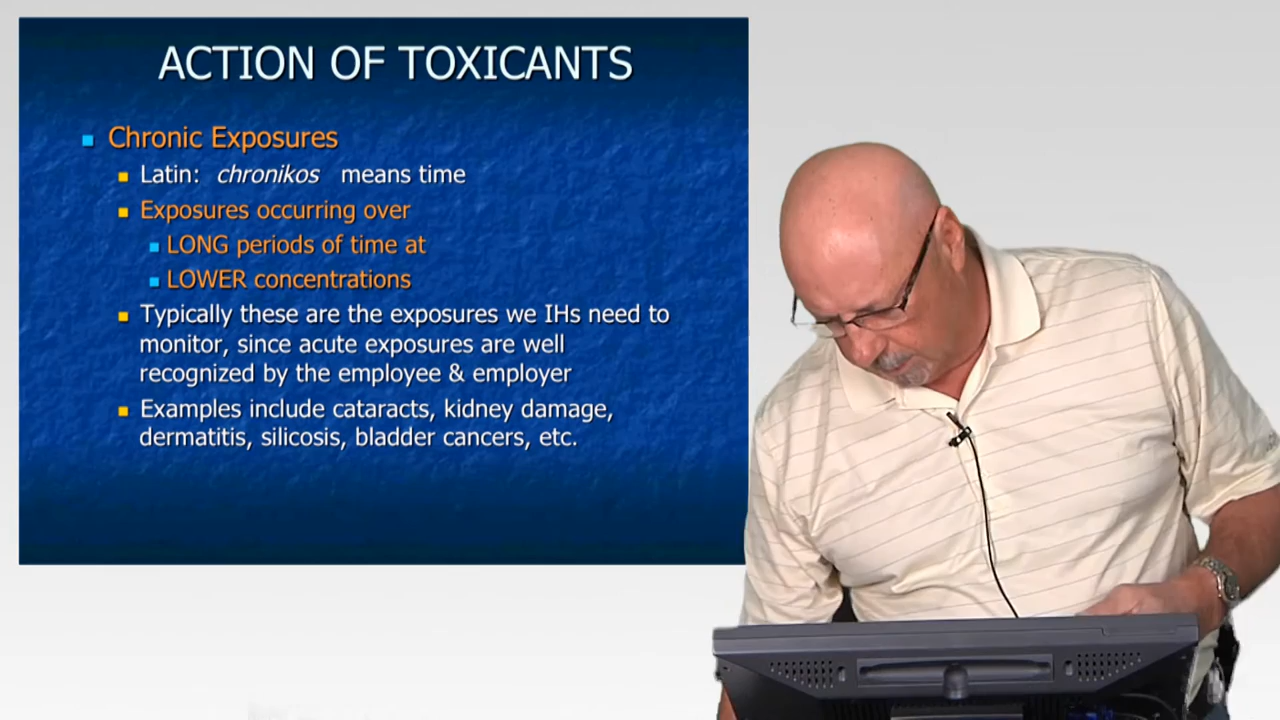 ACTION OF TOXICANTS
Chronic Exposures
Latin: chronikos means time
Exposures occurring over
LONG periods of time at
LOWER concentrations
Typically these are the exposures we IHs need to
monitor, since acute exposures are well
recognized by the employee & employer
Examples include cataracts, kidney damage,
dermatitis, silicosis, bladder cancers, etc.